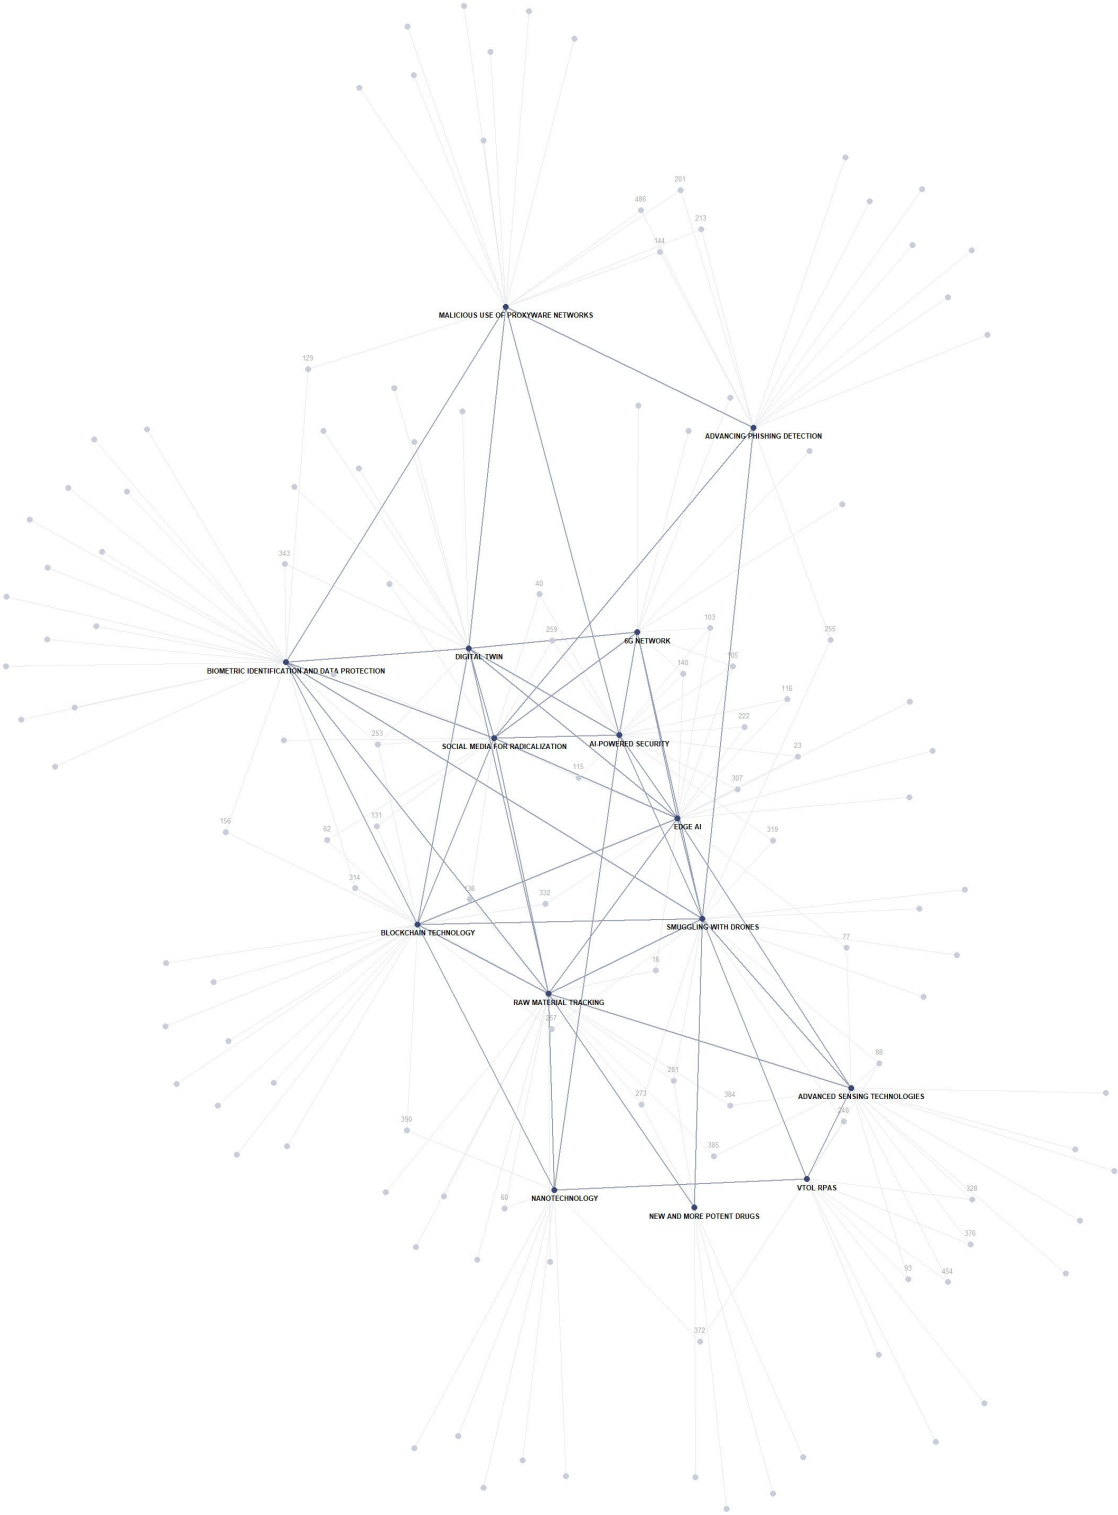 201
486
213
144
MALICIOUS USE OF PROXYWARE NETWORKS
129
ADVANCING PHISHING DETECTION
343
40
103
259
255
6G NETWORK
DIGITAL TWIN
105
140
BIOMETRIC IDENTIFICATION AND DATA PROTECTION
116
222
253
SOCIAL MEDIA FOR RADICALIZATION
AI-POWERED SECURITY
23
115
307
131
156
62
EDGE AI
319
314
138
332
BLOCKCHAIN TECHNOLOGY
SMUGGLING WITH DRONES
77
16
RAW MATERIAL TRACKING
257
88
281
ADVANCED SENSING TECHNOLOGIES
273
384
248
390
385
VTOL RPAS
328
NANOTECHNOLOGY
60
NEW AND MORE POTENT DRUGS
376
93
454
372